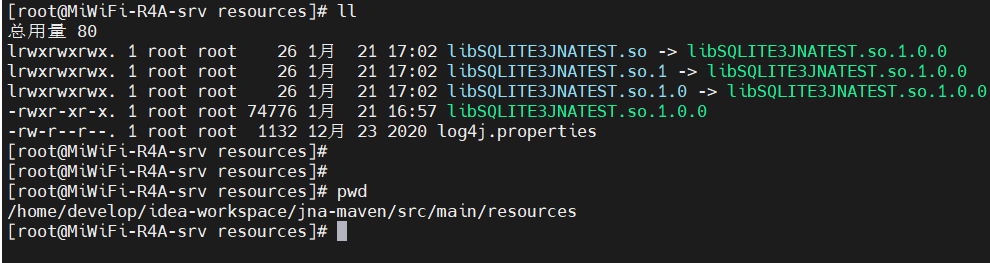 [root@MiWiFi-R4A-srv resources]# ll
总用量 80
lrwxrwxrwx. 1 root root    26 1月  21 17:02 libSQLITE3JNATEST.so -> libSQLITE3JNATEST.so.1.0.0
lrwxrwxrwx. 1 root root    26 1月  21 17:02 libSQLITE3JNATEST.so.1 -> libSQLITE3JNATEST.so.1.0.0
lrwxrwxrwx. 1 root root    26 1月  21 17:02 libSQLITE3JNATEST.so.1.0 -> libSQLITE3JNATEST.so.1.0.0
-rwxr-xr-x. 1 root root 74776 1月  21 16:57 libSQLITE3JNATEST.so.1.0.0
-rw-r--r--. 1 root root  1132 12月 23 2020 log4j.properties
[root@MiWiFi-R4A-srv resources]#
[root@MiWiFi-R4A-srv resources]#
[root@MiWiFi-R4A-srv resources]# pwd
/home/develop/idea-workspace/jna-maven/src/main/resources
[root@MiWiFi-R4A-srv resources]#